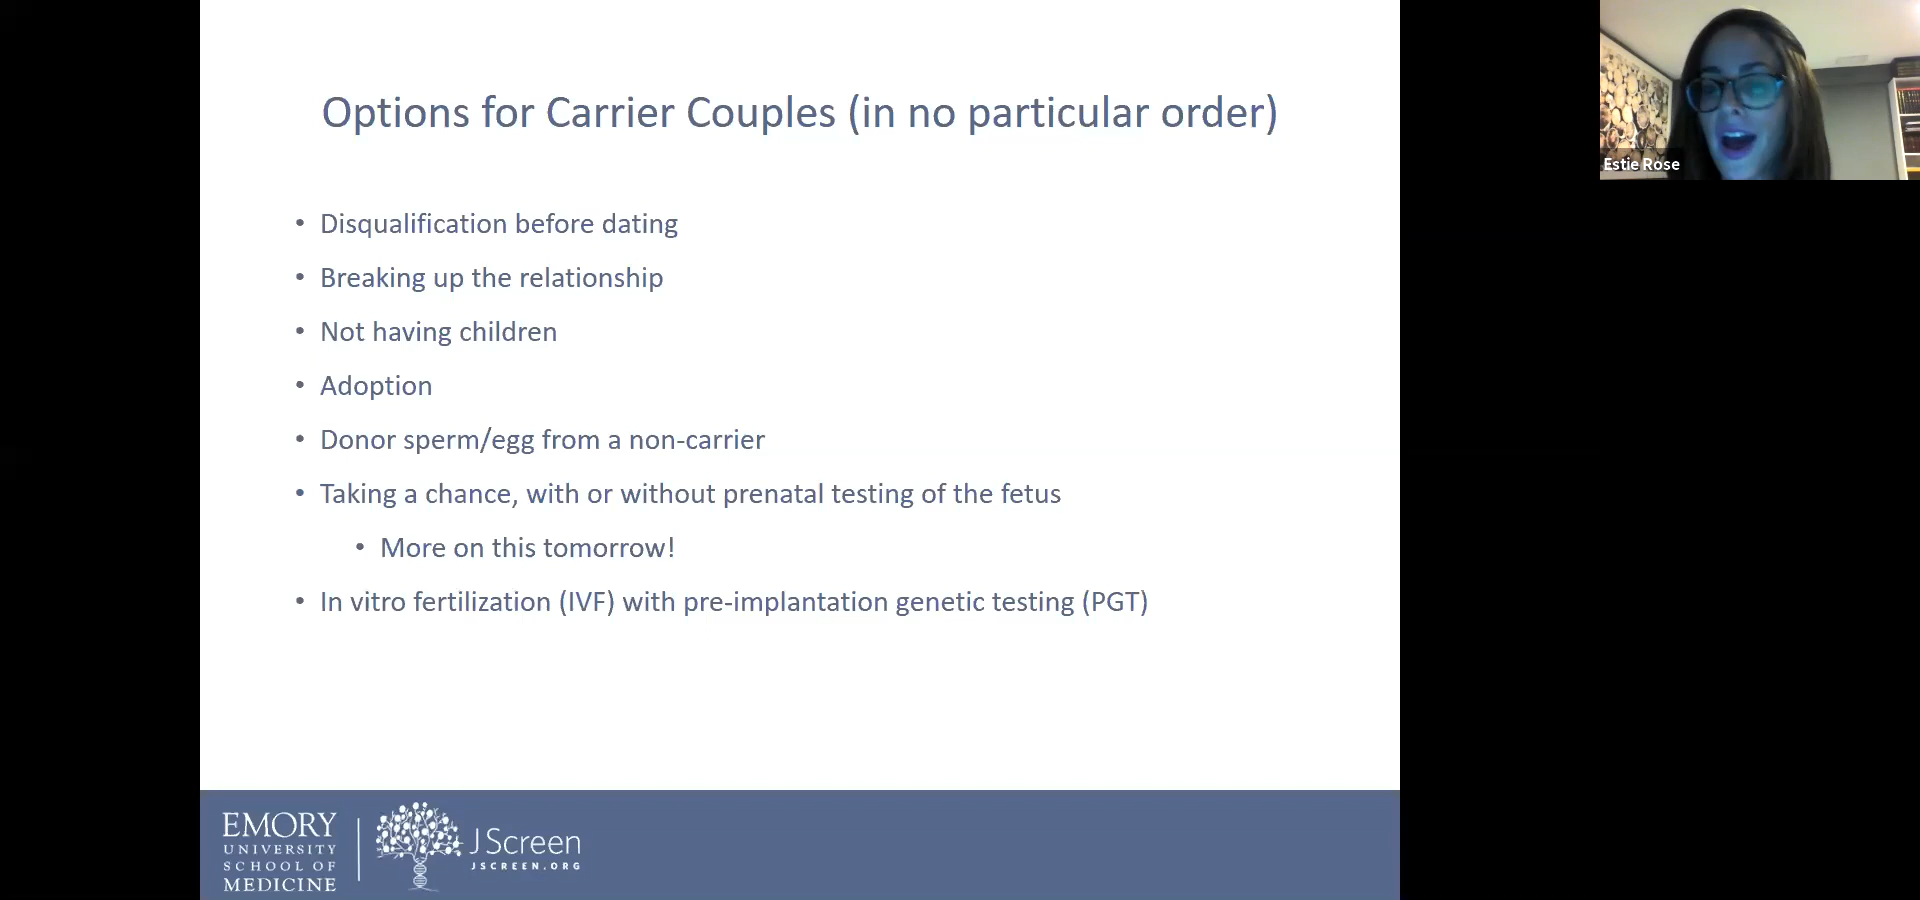 Options for Carrier Couples (in no particular order)
• Disqualification before dating
• Breaking up the relationship
• Not having children
• Adoption
• Donor sperm/egg from a non-carrier
• Taking a chance, with or without prenatal testing of the fetus
• More on this tomorrow!
• In vitro fertilization (IVF) with pre-implantation genetic testing (PGT)
EMORY
UNIVERSITY
SCHOOL OF
MEDICINE
JScreen
JSCREEN.ORG
Estie Rose